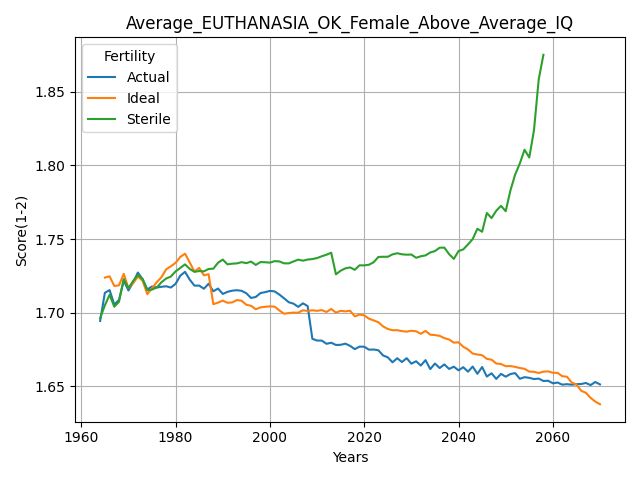 Average_EUTHANASIA_OK_Female_Above_Average_IQ
Fertility
Actual
Ideal
Sterile
Score(1-2)
1.85
1.80
1.75
1.70
1.65
1960 1980 2000 2020 2040 2060
Years